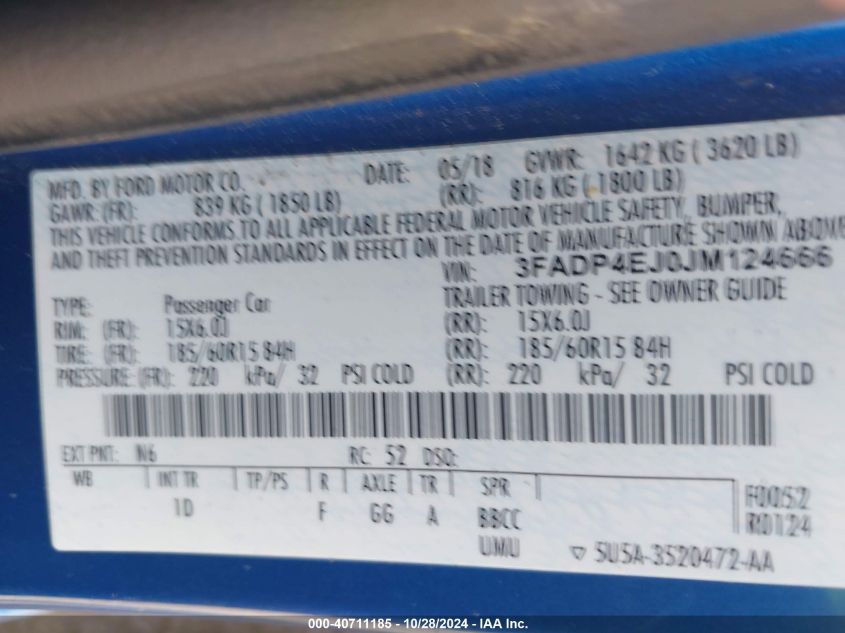 MFD. BY FORD MOTOR CO. DATE: 05/18 GVWR: 1642 KG ( 3620 LB)
GAWR: (FR): 839 KG ( 1850 LB) (RR): 816 KG ( 1800 LB)
THIS VEHICLE CONFORMS TO ALL APPLICABLE FEDERAL MOTOR VEHICLE SAFETY, BUMPER,
AND THEFT PREVENTION STANDARDS IN EFFECT ON THE DATE OF MANUFACTURE SHOWN ABOVE
VIN: 3FADP4EJ0JM124666
TYPE: Passenger Car TRAILER TOWING - SEE OWNER GUIDE
RIM: (FR): 15X6.0J (RR): 15X6.0J
TIRE: (FR): 185/60R15 84H (RR): 185/60R15 84H
PRESSURE: (FR): 220 kPa/ 32 PSI COLD (RR): 220 kPa/ 32 PSI COLD
EXT PNT: N6 RC: 52 DSO:
WB INT TR TP/PS R AXLE TR SPR F0052
1D F GG A BBCC R0124
UMU 5U5A-3520472-AA
000-40711185 - 10/28/2024 - IAA Inc.